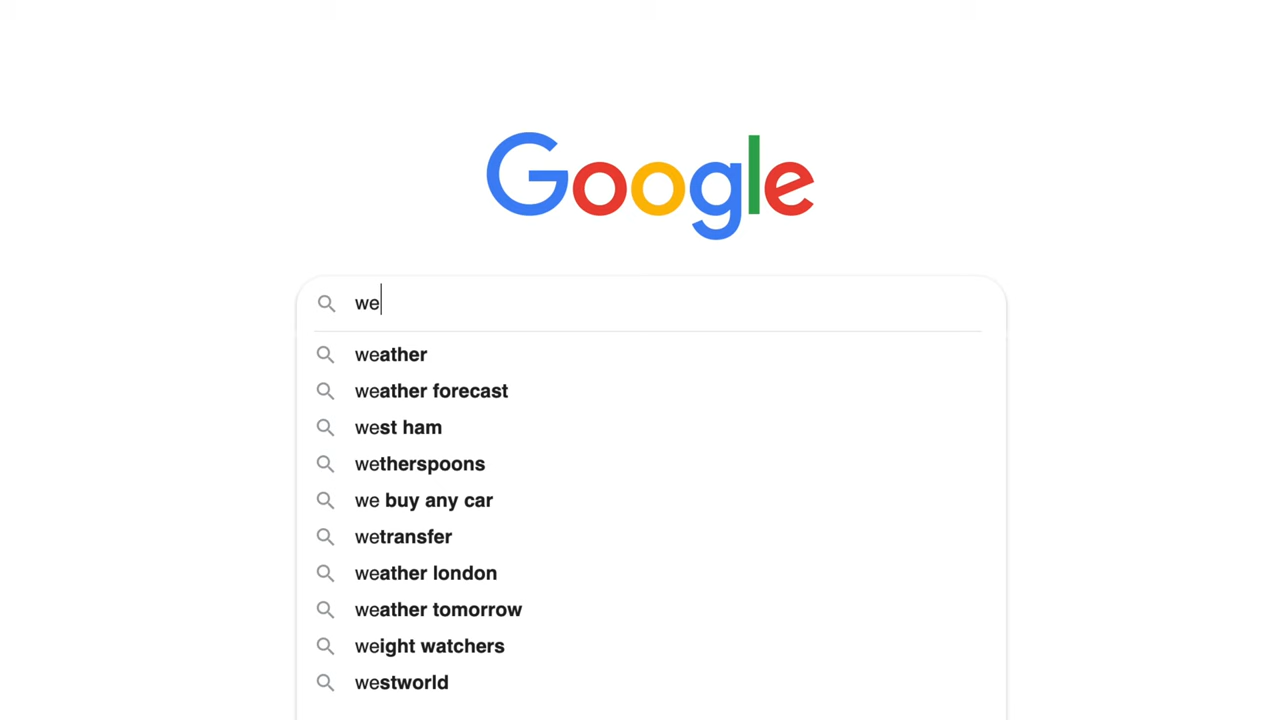 Google
we
weather
weather forecast
west ham
wetherspoons
we buy any car
wetransfer
weather london
weather tomorrow
weight watchers
westworld